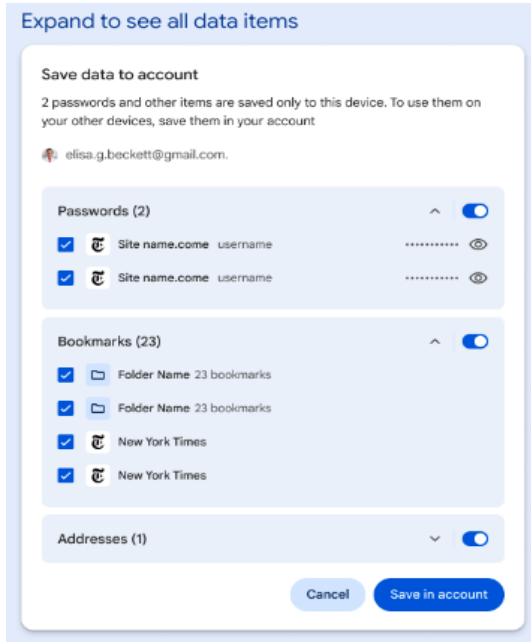 Expand to see all data items
Save data to account
2 passwords and other items are saved only to this device. To use them on
your other devices, save them in your account
elisa.g.beckett@gmail.com.
Passwords (2)
Site name.come username
Site name.come username
Bookmarks (23)
Folder Name 23 bookmarks
Folder Name 23 bookmarks
New York Times
New York Times
Addresses (1)
Cancel Save in account